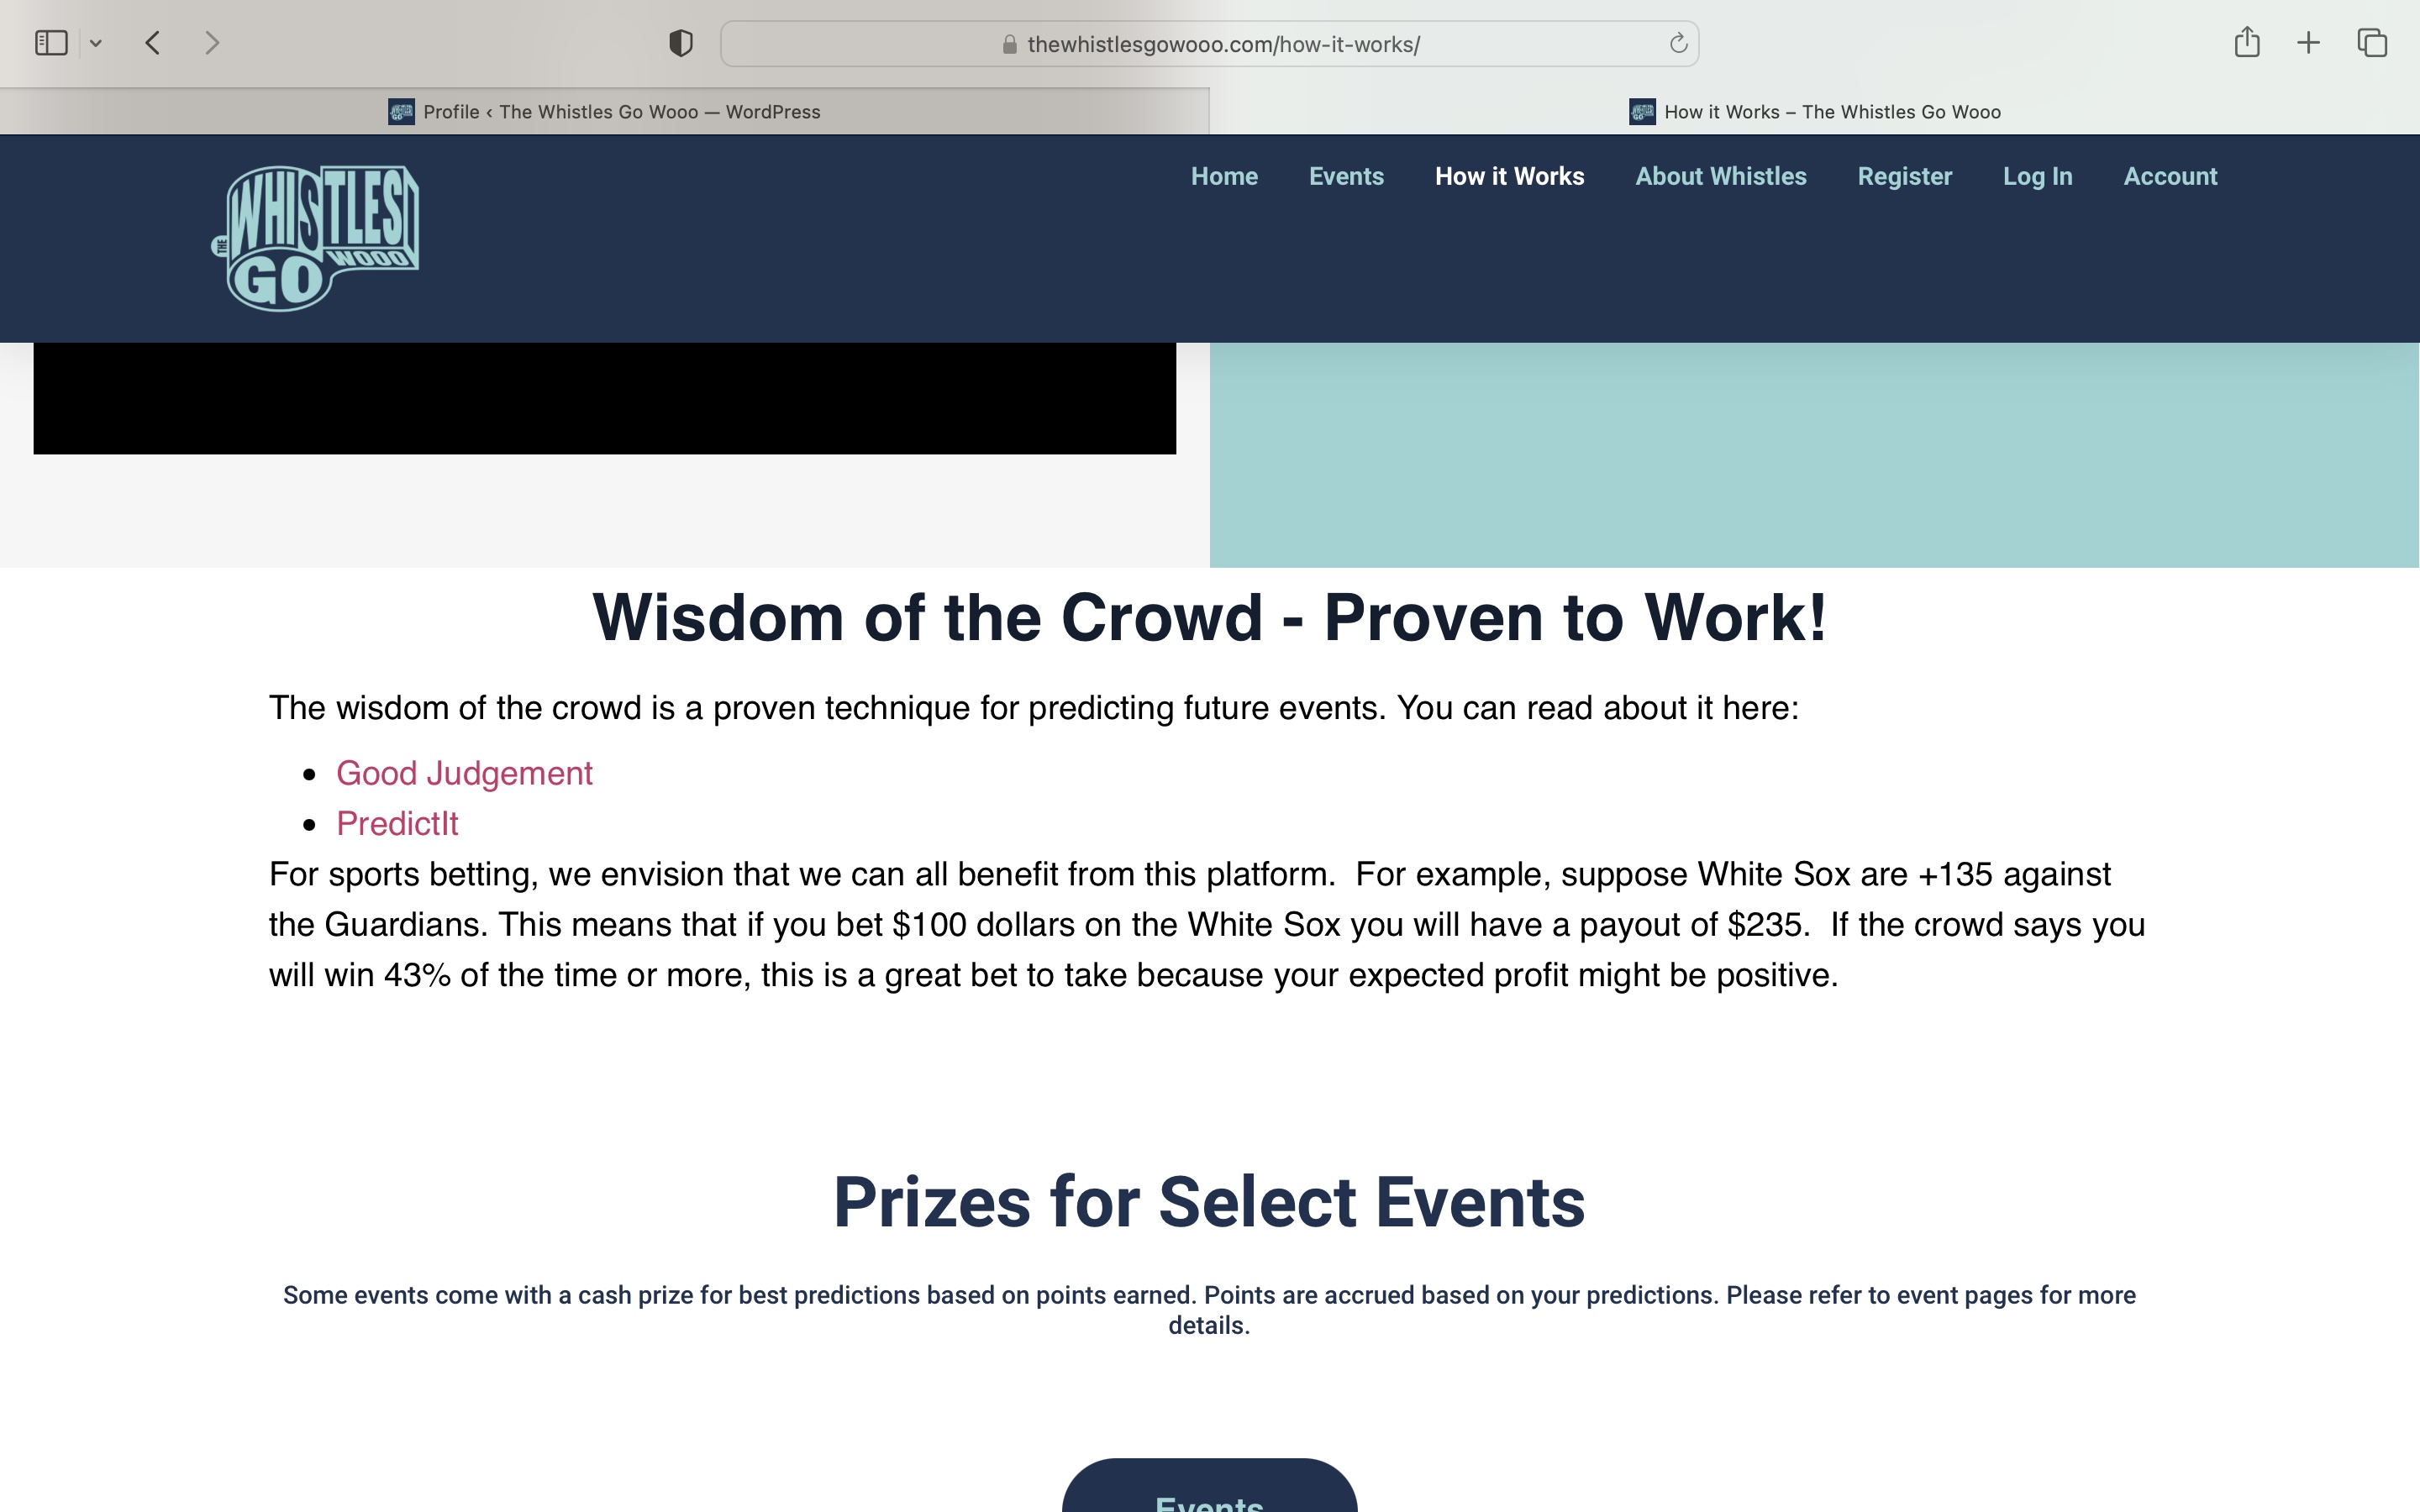 thewhistlesgowooo.com/how-it-works/
Profile ‹ The Whistles Go Wooo — WordPress
How it Works – The Whistles Go Wooo
THE WHISTLES GO WOOO
Home Events How it Works About Whistles Register Log In Account
Wisdom of the Crowd - Proven to Work!
The wisdom of the crowd is a proven technique for predicting future events. You can read about it here:
• Good Judgement
• PredictIt
For sports betting, we envision that we can all benefit from this platform.  For example, suppose White Sox are +135 against
the Guardians. This means that if you bet $100 dollars on the White Sox you will have a payout of $235.  If the crowd says you
will win 43% of the time or more, this is a great bet to take because your expected profit might be positive.
Prizes for Select Events
Some events come with a cash prize for best predictions based on points earned. Points are accrued based on your predictions. Please refer to event pages for more
details.
Events